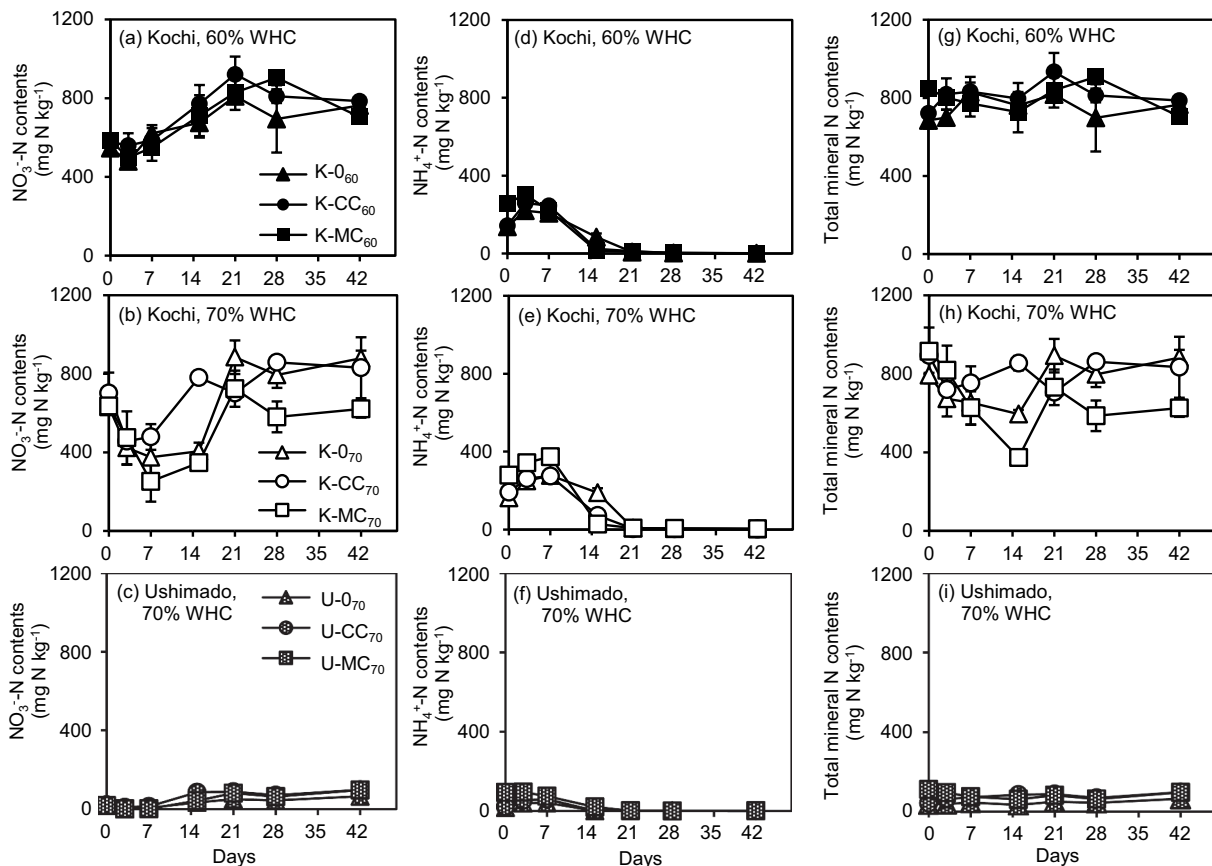 NO₃⁻-N contents
(mg N kg⁻¹)
1200
800
400
0
(a) Kochi, 60% WHC
K-0₆₀
K-CC₆₀
K-MC₆₀
0 7 14 21 28 35 42
NH₄⁺-N contents
(mg N kg⁻¹)
1200
800
400
0
(d) Kochi, 60% WHC
0 7 14 21 28 35 42
Total mineral N contents
(mg N kg⁻¹)
1200
800
400
0
(g) Kochi, 60% WHC
0 7 14 21 28 35 42
NO₃⁻-N contents
(mg N kg⁻¹)
1200
800
400
0
(b) Kochi, 70% WHC
K-0₇₀
K-CC₇₀
K-MC₇₀
0 7 14 21 28 35 42
NH₄⁺-N contents
(mg N kg⁻¹)
1200
800
400
0
(e) Kochi, 70% WHC
0 7 14 21 28 35 42
Total mineral N contents
(mg N kg⁻¹)
1200
800
400
0
(h) Kochi, 70% WHC
0 7 14 21 28 35 42
NO₃⁻-N contents
(mg N kg⁻¹)
1200
800
400
0
(c) Ushimado,
70% WHC
U-0₇₀
U-CC₇₀
U-MC₇₀
0 7 14 21 28 35 42
Days
NH₄⁺-N contents
(mg N kg⁻¹)
1200
800
400
0
(f) Ushimado,
70% WHC
0 7 14 21 28 35 42
Days
Total mineral N contents
(mg N kg⁻¹)
1200
800
400
0
(i) Ushimado,
70% WHC
0 7 14 21 28 35 42
Days